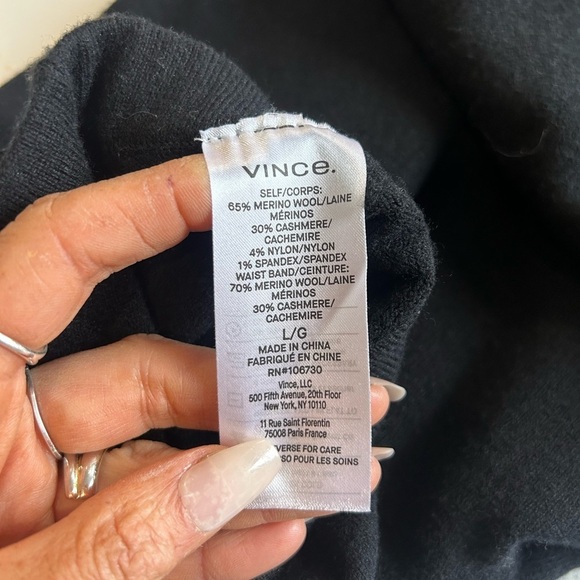 VINCE.
SELF/CORPS:
65% MERINO WOOL/LAINE
MÉRINOS
30% CASHMERE/
CACHEMIRE
4% NYLON/NYLON
1% SPANDEX/SPANDEX
WAIST BAND/CEINTURE:
70% MERINO WOOL/LAINE
MÉRINOS
30% CASHMERE/
CACHEMIRE
L/G
MADE IN CHINA
FABRIQUÉ EN CHINE
RN#106730
Vince, LLC
500 Fifth Avenue, 20th Floor
New York, NY 10110
11 Rue Saint Florentin
75008 Paris France
VERSE FOR CARE
SO POUR LES SOINS